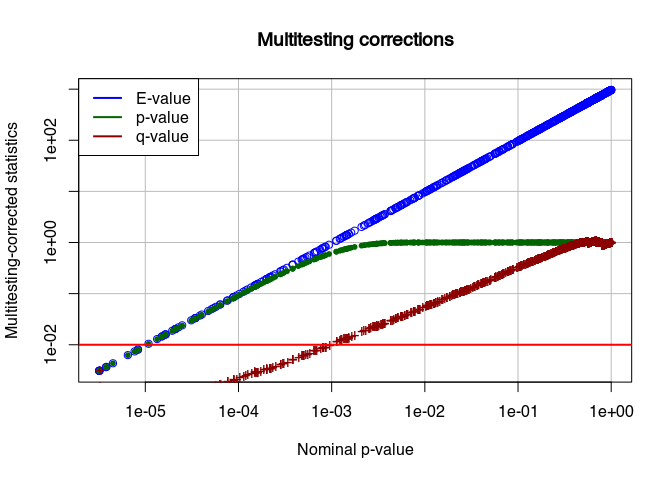 Multitesting corrections
E-value
p-value
q-value
Multitesting-corrected statistics
1e+02
1e+00
1e-02
1e-05 1e-04 1e-03 1e-02 1e-01 1e+00
Nominal p-value